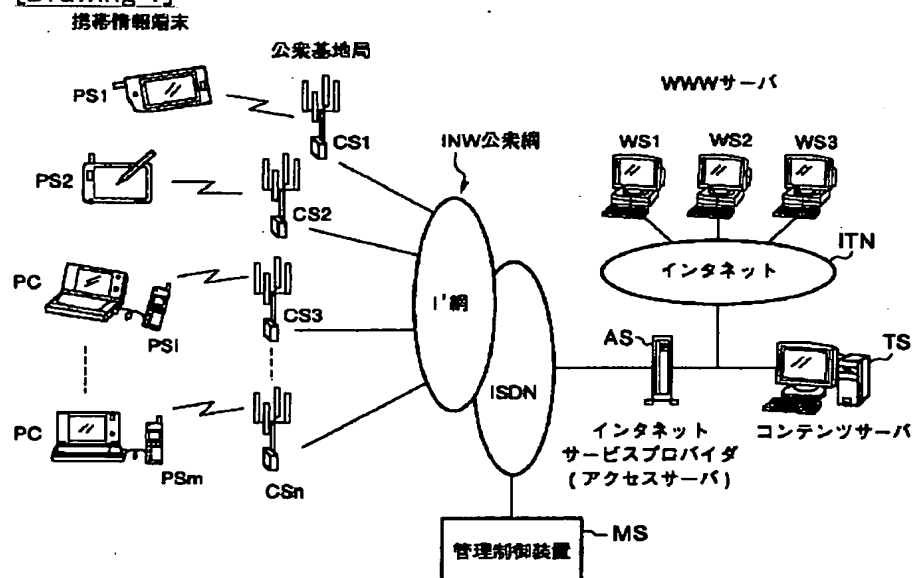 [Drawing 1]
携帯情報端末
公衆基地局
PS1
CS1
INW公衆網
WWWサーバ
WS1
WS2
WS3
PS2
CS2
ITN
インタネット
PC
PSi
CS3
I'網
ISDN
AS
TS
PC
PSm
CSn
インタネット
サービスプロバイダ
(アクセスサーバ)
コンテンツサーバ
管理制御装置
MS